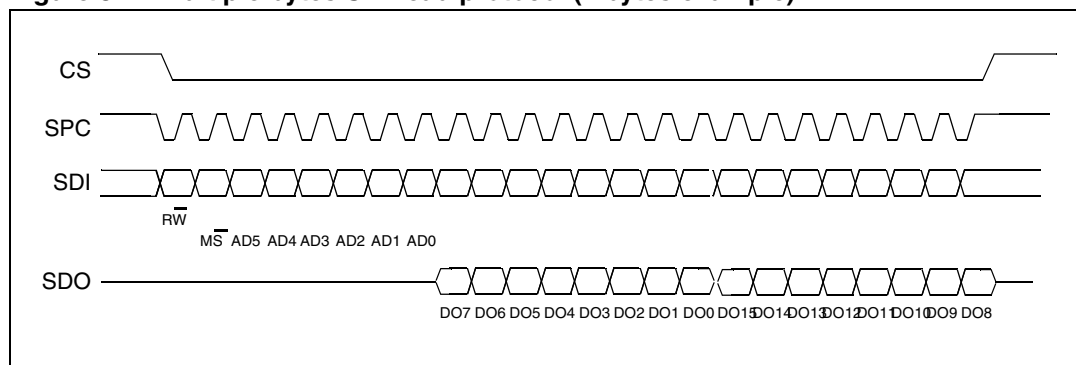 CS
SPC
SDI
RW
MS AD5 AD4 AD3 AD2 AD1 AD0
SDO
DO7 DO6 DO5 DO4 DO3 DO2 DO1 DO0 DO15 DO14 DO13 DO12 DO11 DO10 DO9 DO8